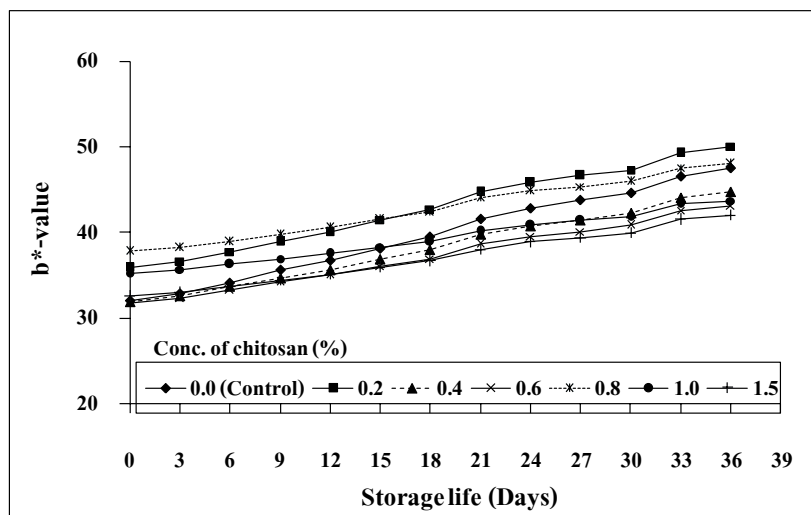 60
50
40
30
20
b*-value
Conc. of chitosan (%)
0.0 (Control) 0.2 0.4 0.6 0.8 1.0 1.5
0 3 6 9 12 15 18 21 24 27 30 33 36 39
Storage life (Days)